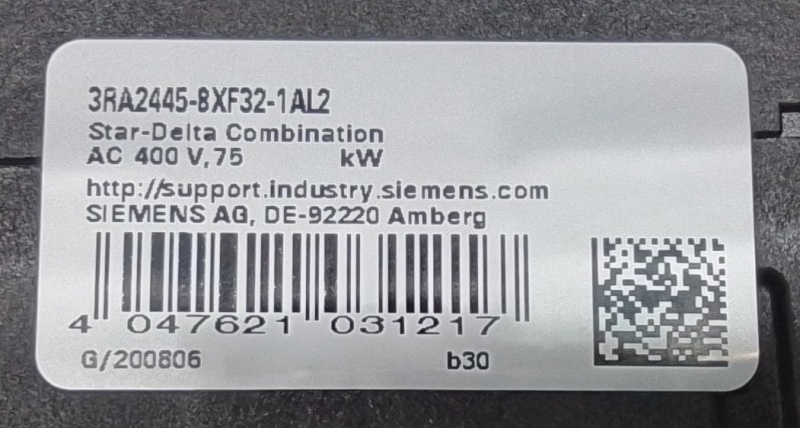 3RA2445-8XF32-1AL2
Star-Delta Combination
AC 400 V,75 kW
http://support.industry.siemens.com
SIEMENS AG, DE-92220 Amberg
4 047621 031217
G/200806 b30